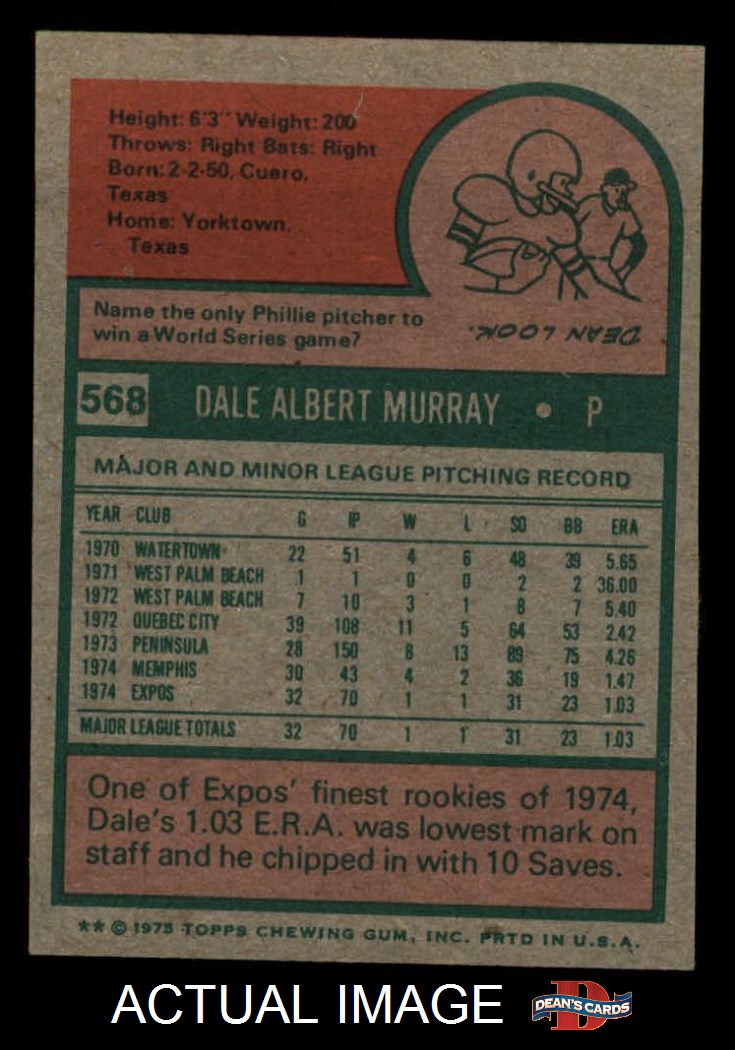 Height: 6'3" Weight: 200
Throws: Right Bats: Right
Born: 2-2-50, Cuero,
Texas
Home: Yorktown,
Texas
Name the only Phillie pitcher to
win a World Series game?
DEAN LOOK.
568 DALE ALBERT MURRAY • P
MAJOR AND MINOR LEAGUE PITCHING RECORD
YEAR CLUB G IP W L SO BB ERA
1970 WATERTOWN 22 51 4 6 48 39 5.65
1971 WEST PALM BEACH 1 1 0 0 2 2 36.00
1972 WEST PALM BEACH 7 10 3 1 8 7 5.40
1972 QUEBEC CITY 39 108 11 5 64 53 2.42
1973 PENINSULA 28 150 8 13 89 75 4.26
1974 MEMPHIS 30 43 4 2 36 19 1.47
1974 EXPOS 32 70 1 1 31 23 1.03
MAJOR LEAGUE TOTALS 32 70 1 1 31 23 1.03
One of Expos' finest rookies of 1974,
Dale's 1.03 E.R.A. was lowest mark on
staff and he chipped in with 10 Saves.
** © 1975 TOPPS CHEWING GUM, INC. PRTD IN U.S.A.
ACTUAL IMAGE
D
DEAN'S CARDS